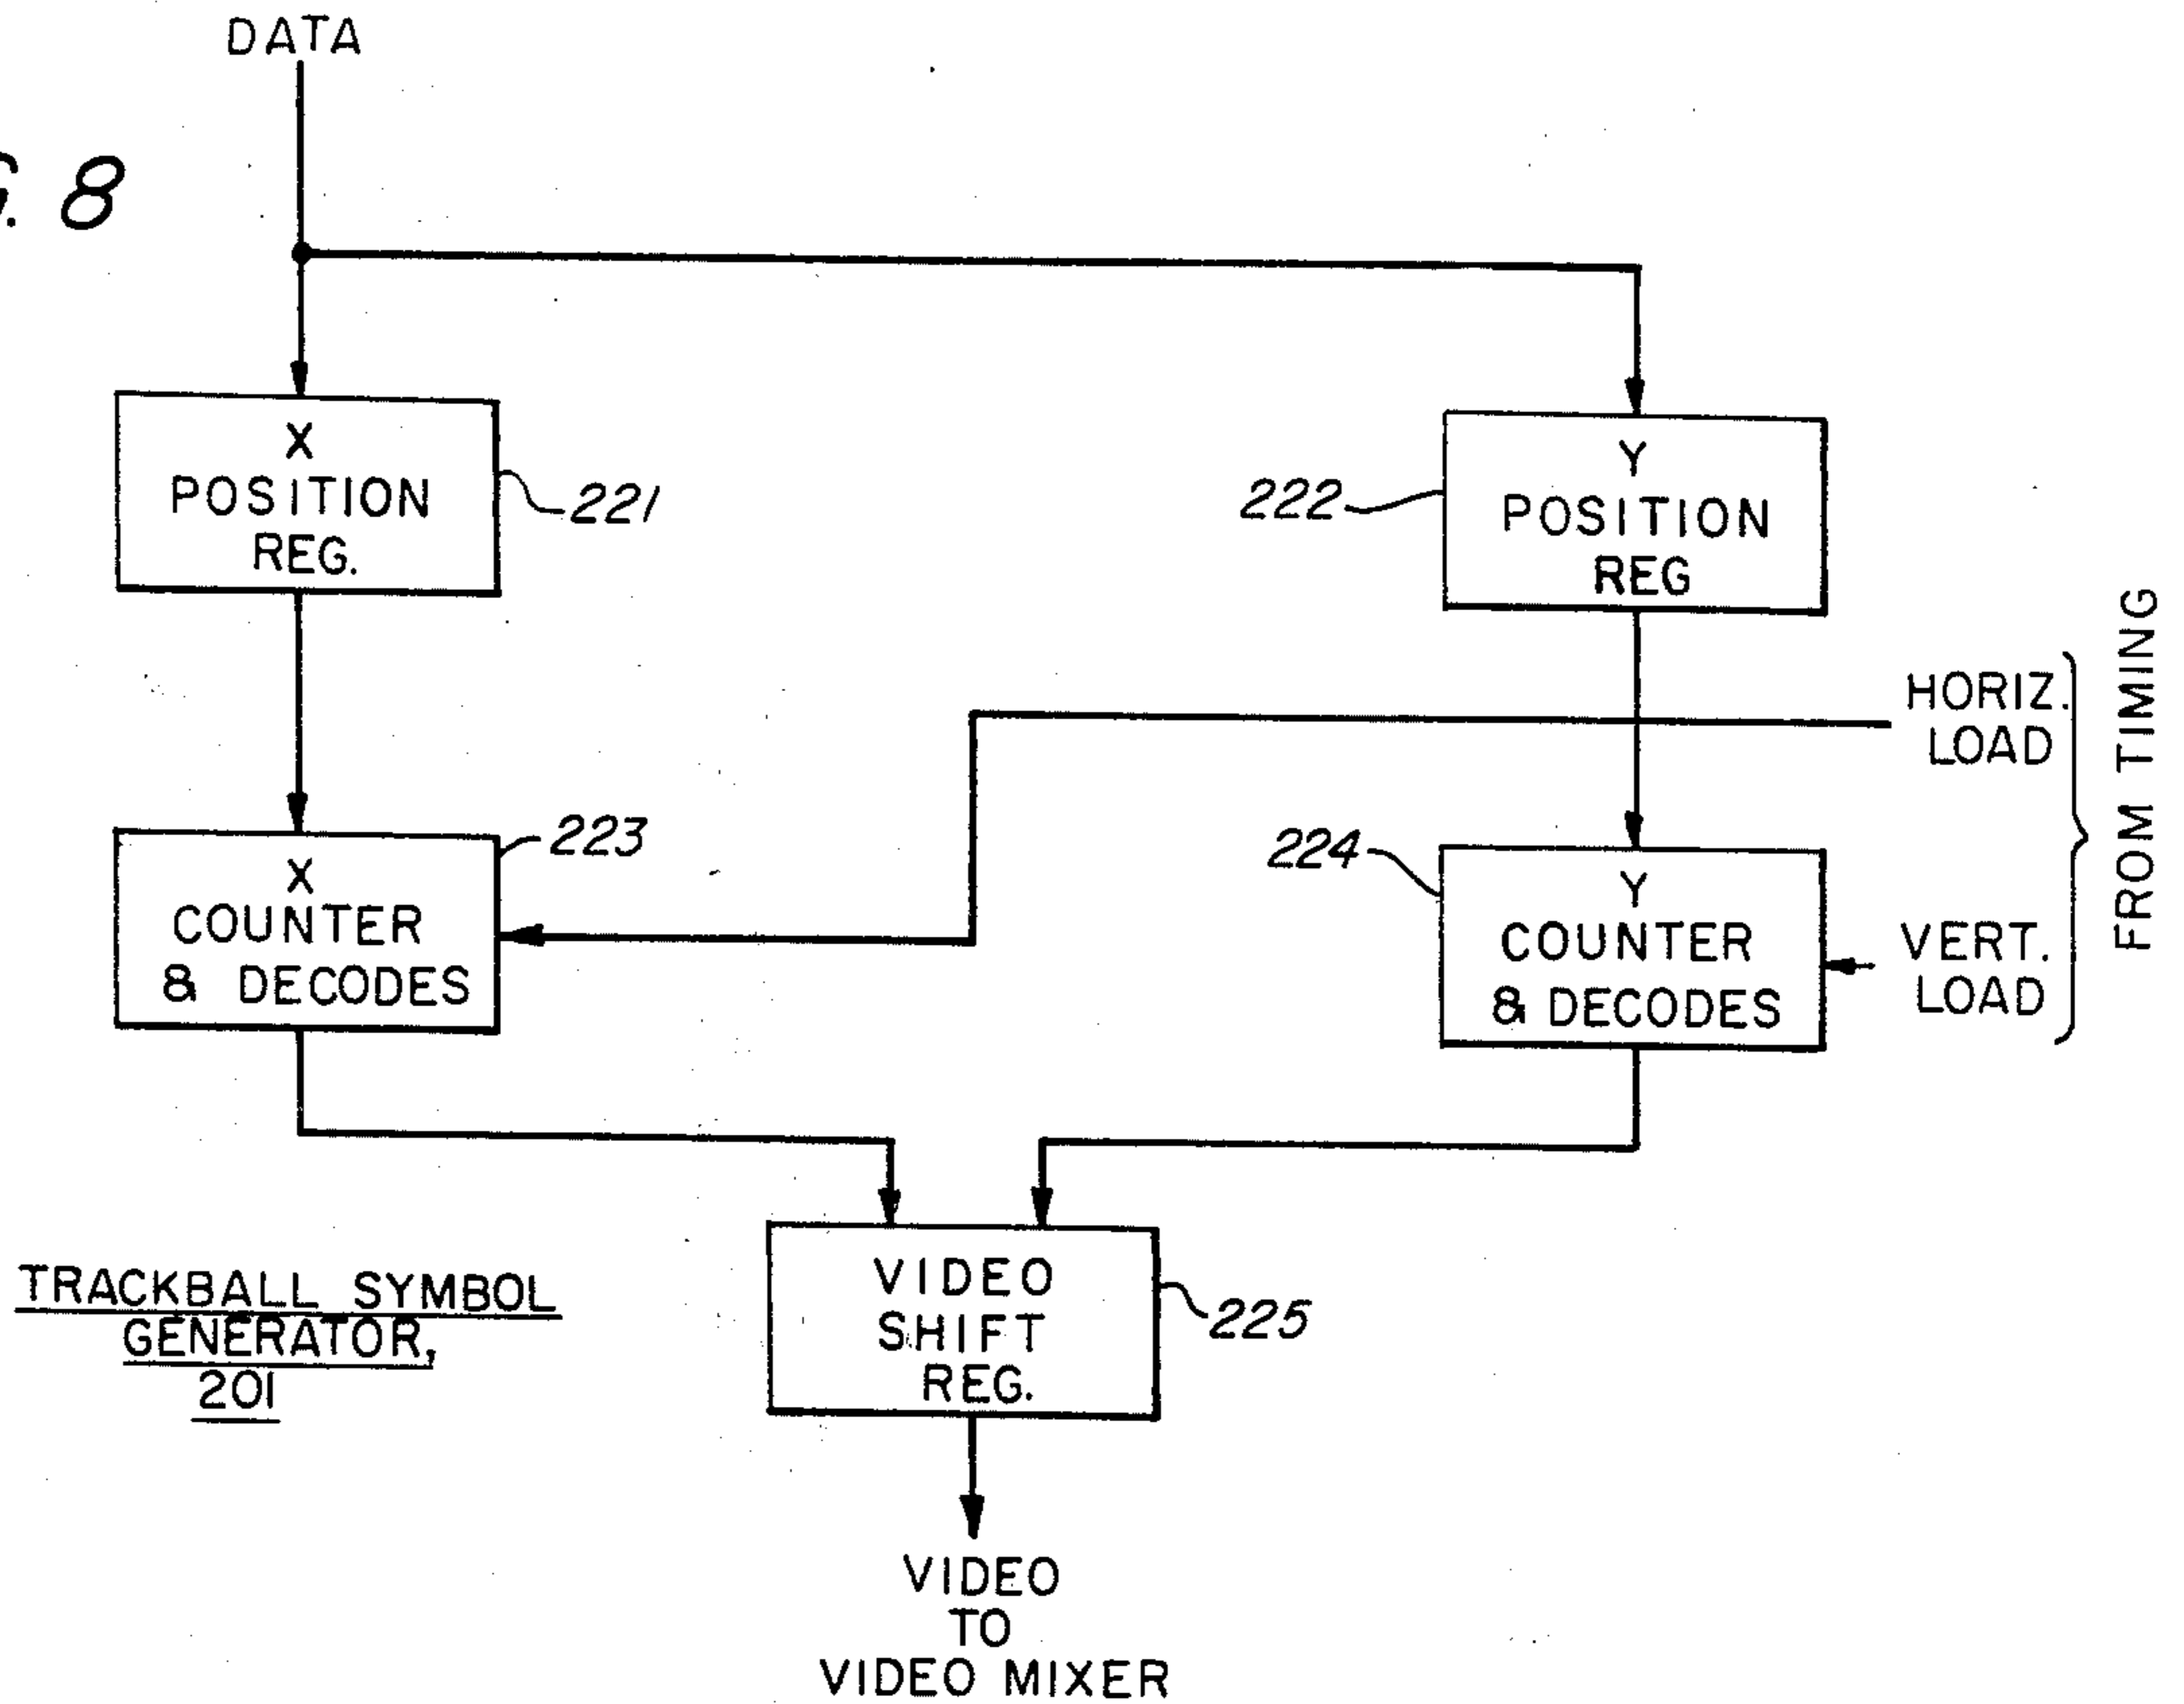 DATA
G. 8
X
POSITION
REG.
221
222
Y
POSITION
REG
HORIZ.
LOAD
FROM TIMING
X
COUNTER
& DECODES
223
224
Y
COUNTER
& DECODES
VERT.
LOAD
VIDEO
SHIFT
REG.
225
TRACKBALL SYMBOL
GENERATOR,
201
VIDEO
TO
VIDEO MIXER